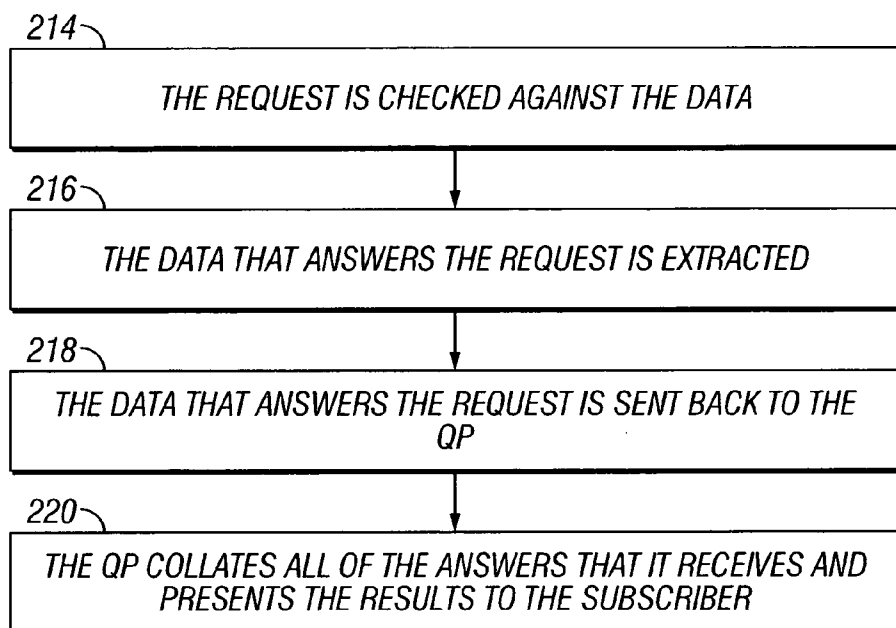 214
THE REQUEST IS CHECKED AGAINST THE DATA
216
THE DATA THAT ANSWERS THE REQUEST IS EXTRACTED
218
THE DATA THAT ANSWERS THE REQUEST IS SENT BACK TO THE
QP
220
THE QP COLLATES ALL OF THE ANSWERS THAT IT RECEIVES AND
PRESENTS THE RESULTS TO THE SUBSCRIBER